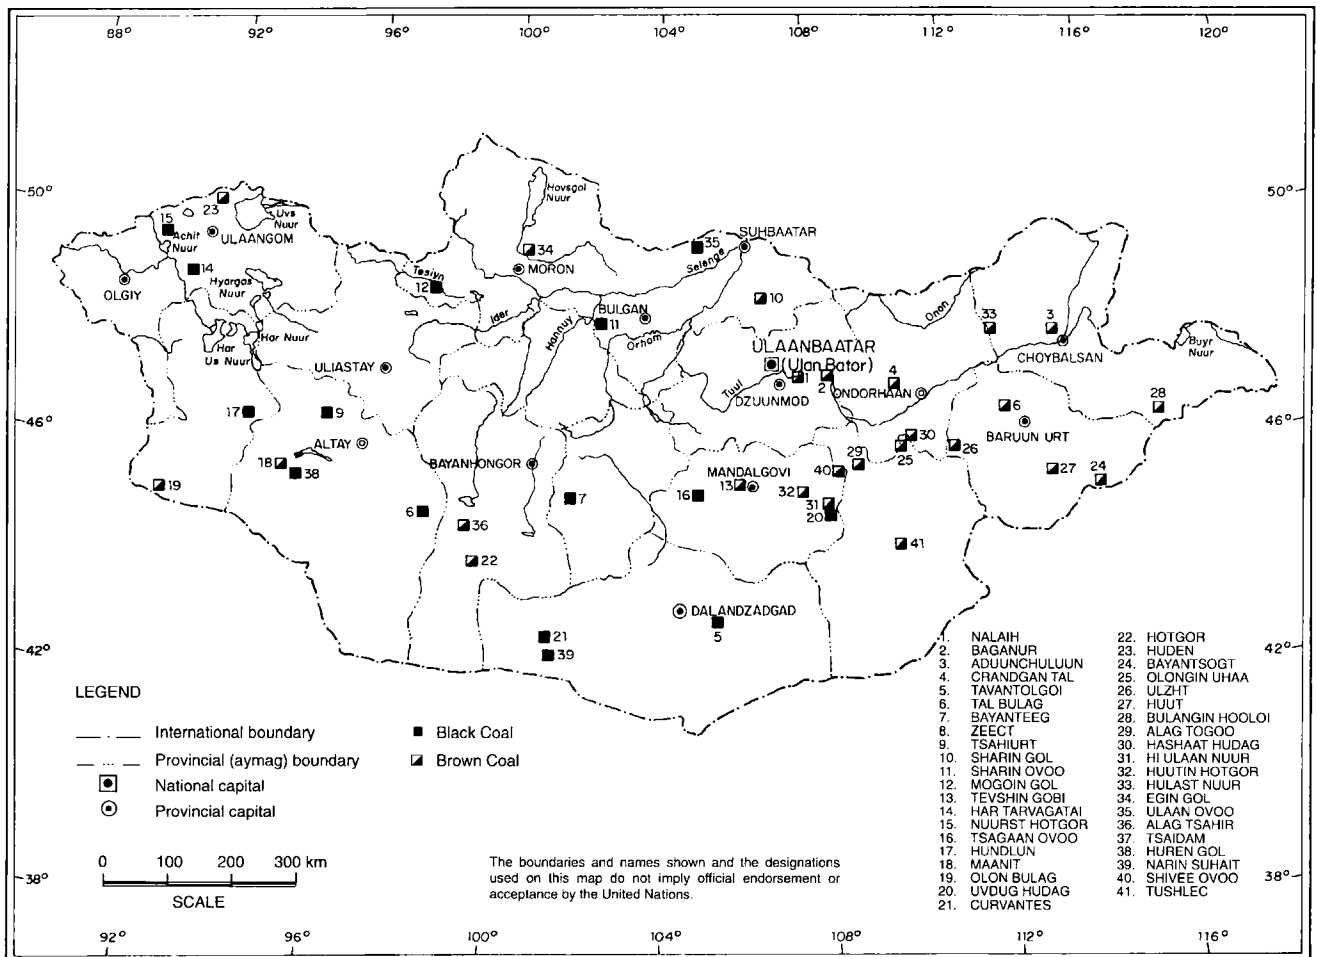 88° 92° 96° 100° 104° 108° 112° 116° 120°
50° 50°
Hovsgol
Nuur
23
Uvs
Nuur
15
Achit
Nuur
ULAANGOM
SUHBAATAR
34
35
Selenge
MORON
14
Tesiyn
12
OLGIY
Hyargas
Nuur
10
BULGAN
Ider
Hannuy
11
Orhom
Onon
33
3
Har
Us Nuur
Har Nuur
ULAANBAATAR
(Ulan Bator)
CHOYBALSAN
Buyr
Nuur
ULIASTAY
1
2
4
Tuul
DZUUNMOD
ONDORHAAN
28
17
9
6
46° 46°
BARUUN URT
ALTAY
30
25
26
18
38
BAYANHONGOR
29
MANDALGOVI
40
27
24
19
13
32
16
7
31
20
6
36
41
22
DALANDZADGAD
5
21
39
42° 42°
1. NALAIH
2. BAGANUR
3. ADUUNCHULUUN
4. CRANDGAN TAL
5. TAVANTOLGOI
6. TAL BULAG
7. BAYANTEEG
8. ZEECT
9. TSAHIURT
10. SHARIN GOL
11. SHARIN OVOO
12. MOGOIN GOL
13. TEVSHIN GOBI
14. HAR TARVAGATAI
15. NUURST HOTGOR
16. TSAGAAN OVOO
17. HUNDLUN
18. MAANIT
19. OLON BULAG
20. UVDUG HUDAG
21. CURVANTES
22. HOTGOR
23. HUDEN
24. BAYANTSOGT
25. OLONGIN UHAA
26. ULZHT
27. HUUT
28. BULANGIN HOOLOI
29. ALAG TOGOO
30. HASHAAT HUDAG
31. HI ULAAN NUUR
32. HUUTIN HOTGOR
33. HULAST NUUR
34. EGIN GOL
35. ULAAN OVOO
36. ALAG TSAHIR
37. TSAIDAM
38. HUREN GOL
39. NARIN SUHAIT
40. SHIVEE OVOO
41. TUSHLEC
LEGEND
International boundary
Provincial (aymag) boundary
National capital
Provincial capital
Black Coal
Brown Coal
0 100 200 300 km
SCALE
The boundaries and names shown and the designations
used on this map do not imply official endorsement or
acceptance by the United Nations.
38° 38°
92° 96° 100° 104° 108° 112° 116°